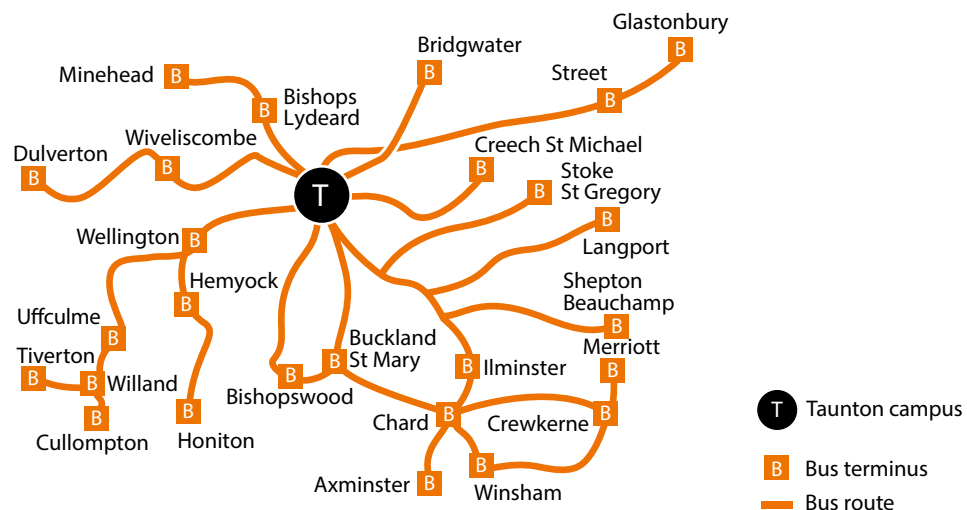 Glastonbury
Bridgwater
Street
Minehead
B
B
B
B
Bishops
Lydeard
B
B
Wiveliscombe
Creech St Michael
Dulverton
B
B
B
Stoke
St Gregory
B
T
Langport
B
Wellington
B
Hemyock
B
Shepton
Beauchamp
B
Uffculme
B
Merriott
B
Buckland
St Mary
B
Ilminster
B
Tiverton
B
Willand
B
Bishopswood
B
Cullompton
B
Honiton
B
Chard
B
Crewkerne
B
Axminster
B
Winsham
B
T Taunton campus
B Bus terminus
Bus route